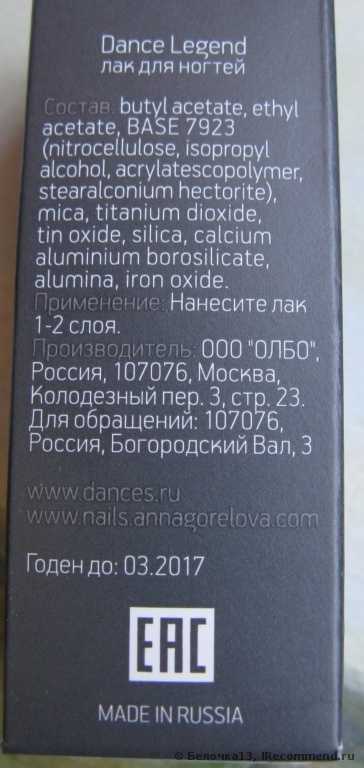 Dance Legend
лак для ногтей
Состав: butyl acetate, ethyl
acetate, BASE 7923
(nitrocellulose, isopropyl
alcohol, acrylatescopolymer,
stearalconium hectorite),
mica, titanium dioxide,
tin oxide, silica, calcium
aluminium borosilicate,
alumina, iron oxide.
Применение: Нанесите лак
1-2 слоя.
Производитель: ООО "ОЛБО",
Россия, 107076, Москва,
Колодезный пер. 3, стр. 23.
Для обращений: 107076,
Россия, Богородский Вал, 3
www.dances.ru
www.nails.annagorelova.com
Годен до: 03.2017
EAC
MADE IN RUSSIA
© Белочка13, IRecommend.ru